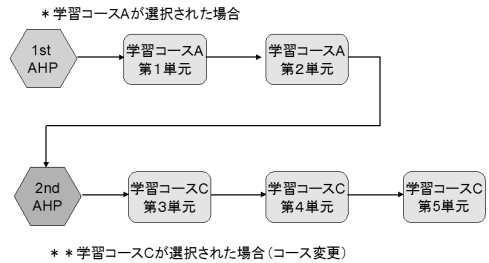 ＊学習コースAが選択された場合
1st
AHP
学習コースA
第１単元
学習コースA
第２単元
2nd
AHP
学習コースC
第３単元
学習コースC
第４単元
学習コースC
第5単元
＊＊学習コースCが選択された場合（コース変更）